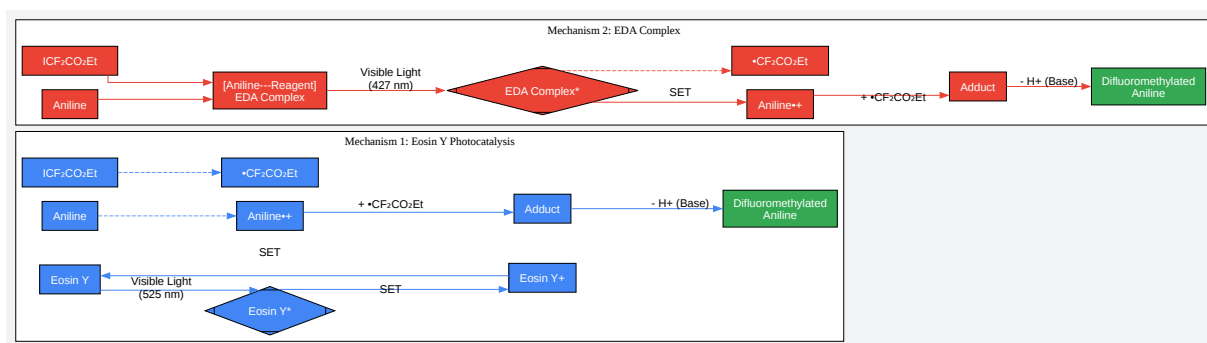 Mechanism 2: EDA Complex
ICF₂CO₂Et
•CF₂CO₂Et
Aniline
[Aniline---Reagent]
EDA Complex
Visible Light
(427 nm)
EDA Complex*
SET
Aniline•+
+ •CF₂CO₂Et
Adduct
- H+ (Base)
Difluoromethylated
Aniline
Mechanism 1: Eosin Y Photocatalysis
ICF₂CO₂Et
•CF₂CO₂Et
Aniline
Aniline•+
+ •CF₂CO₂Et
Adduct
- H+ (Base)
Difluoromethylated
Aniline
SET
Eosin Y
Visible Light
(525 nm)
Eosin Y*
SET
Eosin Y+